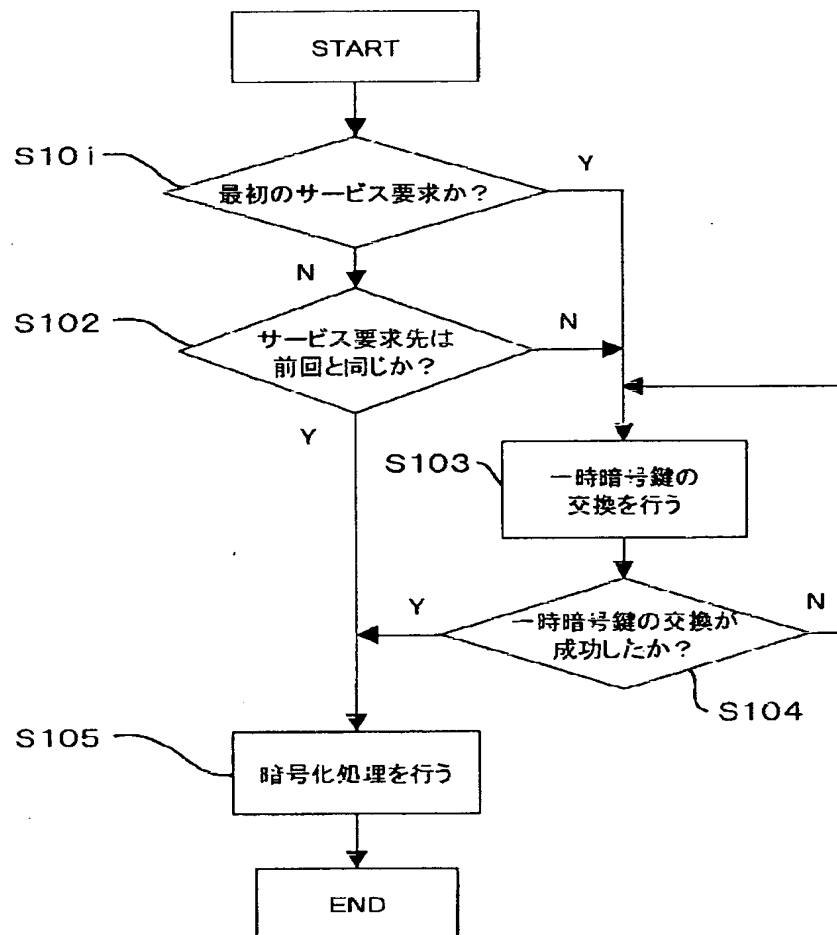 START
S10i
最初のサービス要求か?
Y
N
S102
サービス要求先は
前回と同じか?
N
Y
S103
一時暗号鍵の
交換を行う
Y
一時暗号鍵の交換が
成功したか?
N
S104
S105
暗号化処理を行う
END